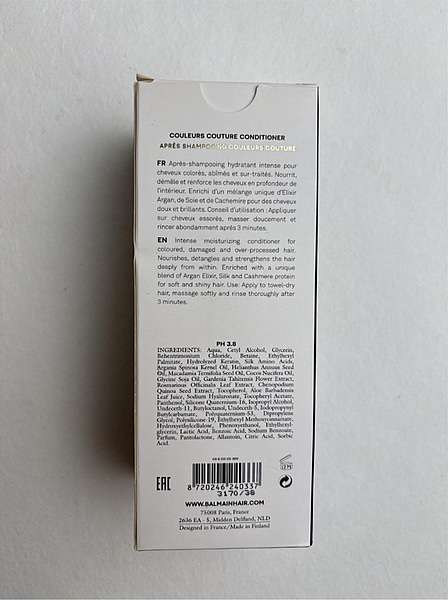 COULEURS COUTURE CONDITIONER
APRÈS SHAMPOOING COULEURS COUTURE
FR Après-shampooing hydratant intense pour
cheveux colorés, abîmés et sur-traités. Nourrit,
démêle et renforce les cheveux en profondeur de
l'intérieur. Enrichi d'un mélange unique d'Elixir
Argan, de Soie et de Cachemire pour des cheveux
doux et brillants. Conseil d'utilisation : Appliquer
sur cheveux essorés, masser doucement et
rincer abondamment après 3 minutes.
EN Intense moisturizing conditioner for
coloured, damaged and over-processed hair.
Nourishes, detangles and strengthens the hair
deeply from within. Enriched with a unique
blend of Argan Elixir, Silk and Cashmere protein
for soft and shiny hair. Use: Apply to towel-dry
hair, massage softly and rinse thoroughly after
3 minutes.
PH 3.8
INGREDIENTS: Aqua, Cetyl Alcohol, Glycerin,
Behentrimonium Chloride, Betaine, Ethylhexyl
Palmitate, Hydrolyzed Keratin, Silk Amino Acids,
Argania Spinosa Kernel Oil, Helianthus Annuus Seed
Oil, Macadamia Ternifolia Seed Oil, Cocos Nucifera Oil,
Glycine Soja Oil, Gardenia Tahitensis Flower Extract,
Rosmarinus Officinalis Leaf Extract, Chenopodium
Quinoa Seed Extract, Tocopherol, Aloe Barbadensis
Leaf Juice, Sodium Hyaluronate, Tocopheryl Acetate,
Panthenol, Silicone Quaternium-16, Isopropyl Alcohol,
Undeceth-11, Butyloctanol, Undeceth-5, Iodopropynyl
Butylcarbamate, Polyquaternium-53, Dipropylene
Glycol, Polysilicone-19, Ethylhexyl Methoxycinnamate,
Hydroxyethylcellulose, Phenoxyethanol, Ethylhexyl-
glycerin, Lactic Acid, Benzoic Acid, Sodium Benzoate,
Parfum, Pantolactone, Allantoin, Citric Acid, Sorbic
Acid.
EAC
12 M
8 720246 240337
3170/38
WWW.BALMAINHAIR.COM
75008 Paris, France
2636 EA - 5, Midden Delfland, NLD
Designed in France/Made in Finland